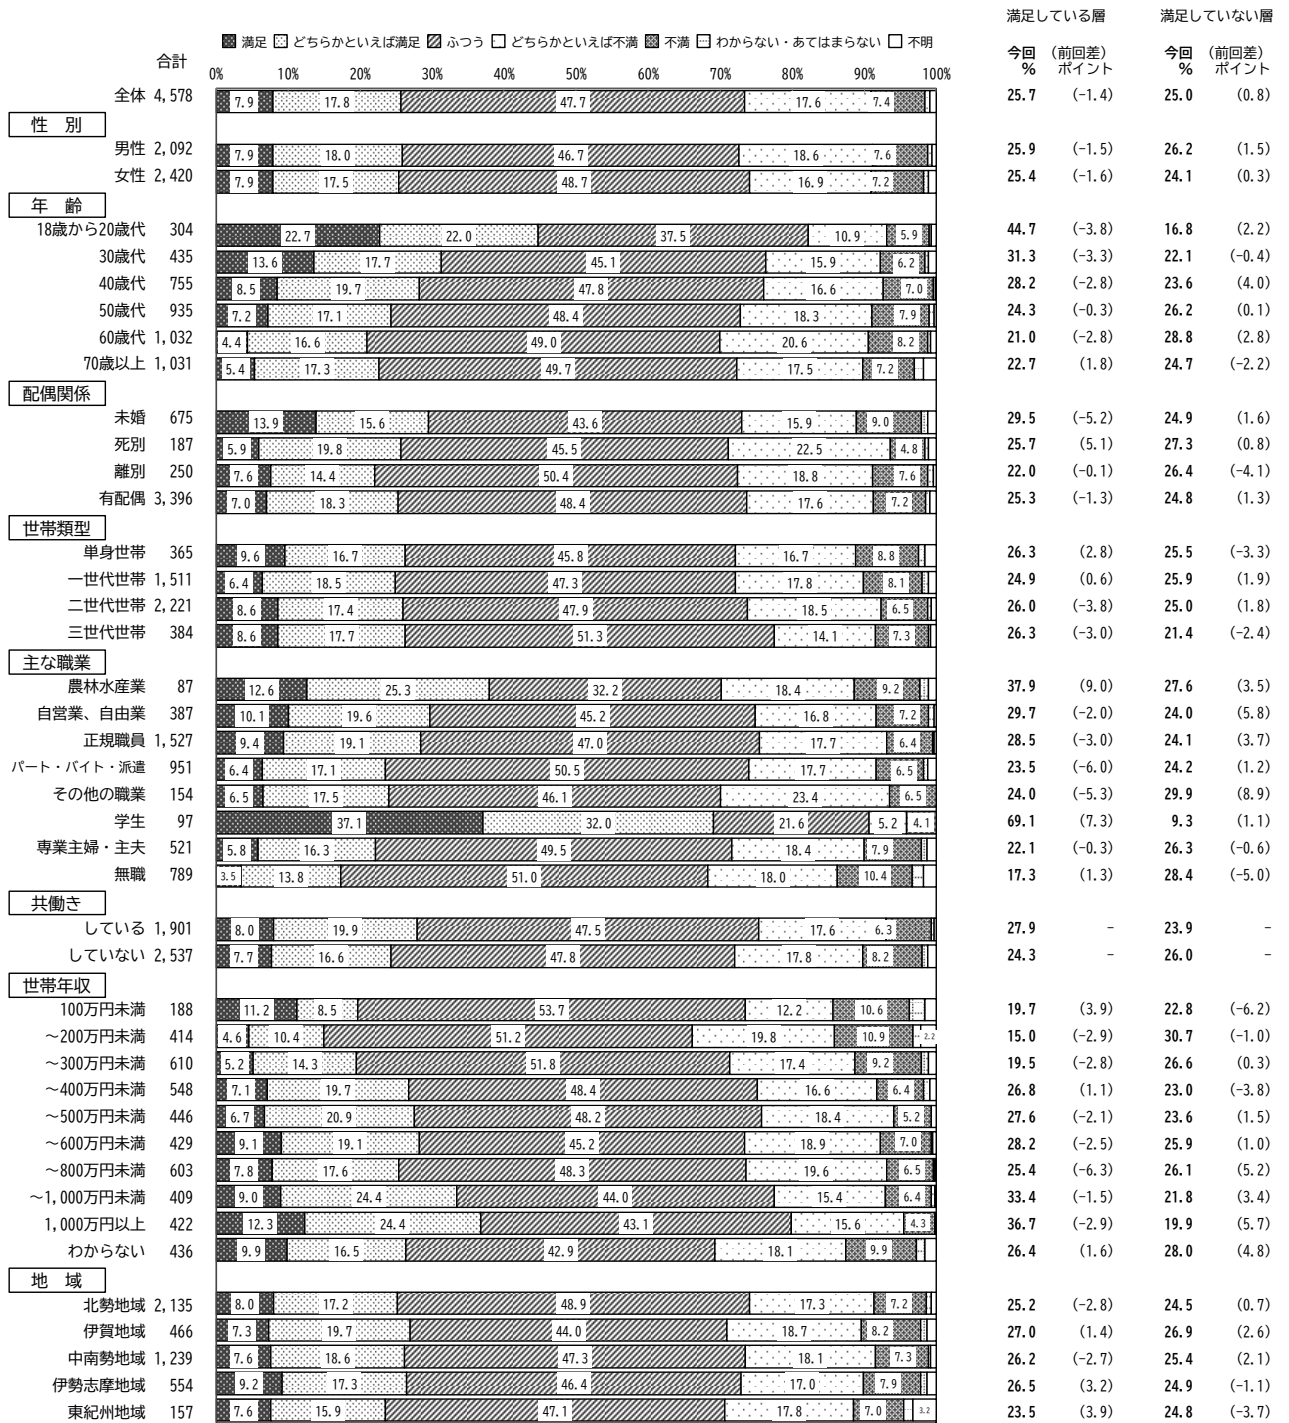 満足している層 満足していない層
満足 どちらかといえば満足 ふつう どちらかといえば不満 不満 わからない・あてはまらない 不明
今回 (前回差) 今回 (前回差)
合計 % ポイント % ポイント
0% 10% 20% 30% 40% 50% 60% 70% 80% 90% 100%
全体 4,578 7.9 17.8 47.7 17.6 7.4 25.7 (-1.4) 25.0 (0.8)
性 別
男性 2,092 7.9 18.0 46.7 18.6 7.6 25.9 (-1.5) 26.2 (1.5)
女性 2,420 7.9 17.5 48.7 16.9 7.2 25.4 (-1.6) 24.1 (0.3)
年 齢
18歳から20歳代 304 22.7 22.0 37.5 10.9 5.9 44.7 (-3.8) 16.8 (2.2)
30歳代 435 13.6 17.7 45.1 15.9 6.2 31.3 (-3.3) 22.1 (-0.4)
40歳代 755 8.5 19.7 47.8 16.6 7.0 28.2 (-2.8) 23.6 (4.0)
50歳代 935 7.2 17.1 48.4 18.3 7.9 24.3 (-0.3) 26.2 (0.1)
60歳代 1,032 4.4 16.6 49.0 20.6 8.2 21.0 (-2.8) 28.8 (2.8)
70歳以上 1,031 5.4 17.3 49.7 17.5 7.2 22.7 (1.8) 24.7 (-2.2)
配偶関係
未婚 675 13.9 15.6 43.6 15.9 9.0 29.5 (-5.2) 24.9 (1.6)
死別 187 5.9 19.8 45.5 22.5 4.8 25.7 (5.1) 27.3 (0.8)
離別 250 7.6 14.4 50.4 18.8 7.6 22.0 (-0.1) 26.4 (-4.1)
有配偶 3,396 7.0 18.3 48.4 17.6 7.2 25.3 (-1.3) 24.8 (1.3)
世帯類型
単身世帯 365 9.6 16.7 45.8 16.7 8.8 26.3 (2.8) 25.5 (-3.3)
一世代世帯 1,511 6.4 18.5 47.3 17.8 8.1 24.9 (0.6) 25.9 (1.9)
二世代世帯 2,221 8.6 17.4 47.9 18.5 6.5 26.0 (-3.8) 25.0 (1.8)
三世代世帯 384 8.6 17.7 51.3 14.1 7.3 26.3 (-3.0) 21.4 (-2.4)
主な職業
農林水産業 87 12.6 25.3 32.2 18.4 9.2 37.9 (9.0) 27.6 (3.5)
自営業、自由業 387 10.1 19.6 45.2 16.8 7.2 29.7 (-2.0) 24.0 (5.8)
正規職員 1,527 9.4 19.1 47.0 17.7 6.4 28.5 (-3.0) 24.1 (3.7)
パート・バイト・派遣 951 6.4 17.1 50.5 17.7 6.5 23.5 (-6.0) 24.2 (1.2)
その他の職業 154 6.5 17.5 46.1 23.4 6.5 24.0 (-5.3) 29.9 (8.9)
学生 97 37.1 32.0 21.6 5.2 4.1 69.1 (7.3) 9.3 (1.1)
専業主婦・主夫 521 5.8 16.3 49.5 18.4 7.9 22.1 (-0.3) 26.3 (-0.6)
無職 789 3.5 13.8 51.0 18.0 10.4 17.3 (1.3) 28.4 (-5.0)
共働き
している 1,901 8.0 19.9 47.5 17.6 6.3 27.9 - 23.9 -
していない 2,537 7.7 16.6 47.8 17.8 8.2 24.3 - 26.0 -
世帯年収
100万円未満 188 11.2 8.5 53.7 12.2 10.6 19.7 (3.9) 22.8 (-6.2)
～200万円未満 414 4.6 10.4 51.2 19.8 10.9 2.2 15.0 (-2.9) 30.7 (-1.0)
～300万円未満 610 5.2 14.3 51.8 17.4 9.2 19.5 (-2.8) 26.6 (0.3)
～400万円未満 548 7.1 19.7 48.4 16.6 6.4 26.8 (1.1) 23.0 (-3.8)
～500万円未満 446 6.7 20.9 48.2 18.4 5.2 27.6 (-2.1) 23.6 (1.5)
～600万円未満 429 9.1 19.1 45.2 18.9 7.0 28.2 (-2.5) 25.9 (1.0)
～800万円未満 603 7.8 17.6 48.3 19.6 6.5 25.4 (-6.3) 26.1 (5.2)
～1,000万円未満 409 9.0 24.4 44.0 15.4 6.4 33.4 (-1.5) 21.8 (3.4)
1,000万円以上 422 12.3 24.4 43.1 15.6 4.3 36.7 (-2.9) 19.9 (5.7)
わからない 436 9.9 16.5 42.9 18.1 9.9 26.4 (1.6) 28.0 (4.8)
地 域
北勢地域 2,135 8.0 17.2 48.9 17.3 7.2 25.2 (-2.8) 24.5 (0.7)
伊賀地域 466 7.3 19.7 44.0 18.7 8.2 27.0 (1.4) 26.9 (2.6)
中南勢地域 1,239 7.6 18.6 47.3 18.1 7.3 26.2 (-2.7) 25.4 (2.1)
伊勢志摩地域 554 9.2 17.3 46.4 17.0 7.9 26.5 (3.2) 24.9 (-1.1)
東紀州地域 157 7.6 15.9 47.1 17.8 7.0 3.2 23.5 (3.9) 24.8 (-3.7)